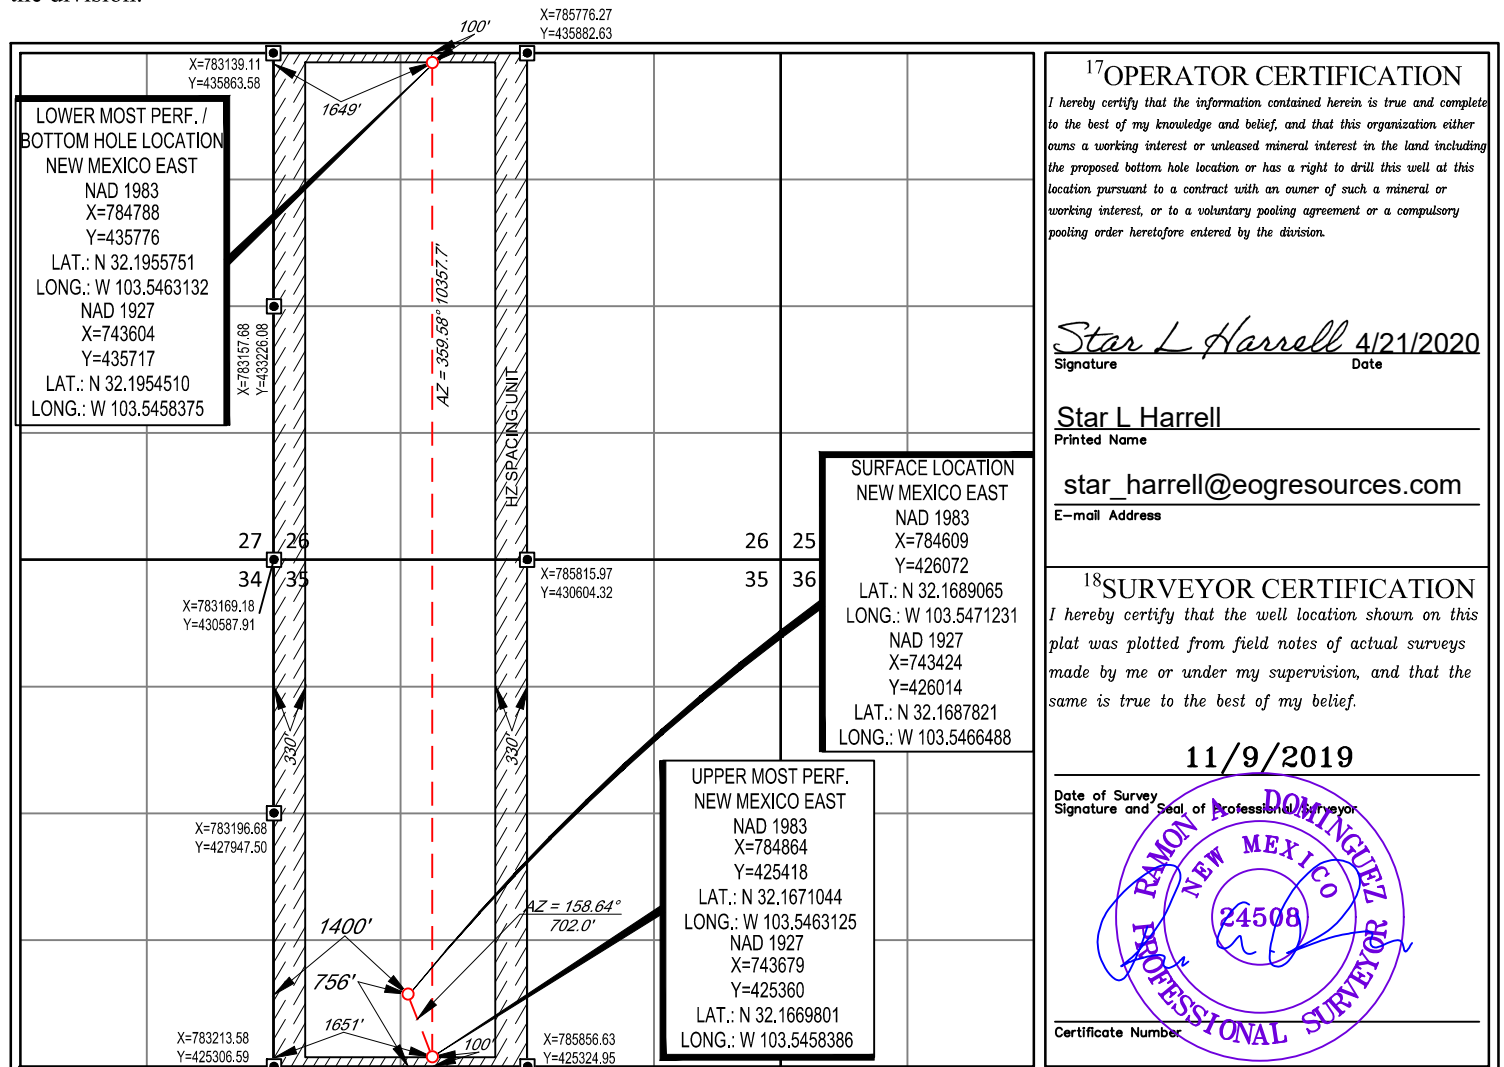 the division.
X=785776.27
Y=435882.63
100'
X=783139.11
Y=435863.58
1649'
LOWER MOST PERF. /
BOTTOM HOLE LOCATION
NEW MEXICO EAST
NAD 1983
X=784788
Y=435776
LAT.: N 32.1955751
LONG.: W 103.5463132
NAD 1927
X=743604
Y=435717
LAT.: N 32.1954510
LONG.: W 103.5458375
X=783157.68
Y=433226.08
AZ = 359.58° 10357.7'
HZ SPACING UNIT
27 26
34 35
26 25
35 36
X=783169.18
Y=430587.91
X=785815.97
Y=430604.32
SURFACE LOCATION
NEW MEXICO EAST
NAD 1983
X=784609
Y=426072
LAT.: N 32.1689065
LONG.: W 103.5471231
NAD 1927
X=743424
Y=426014
LAT.: N 32.1687821
LONG.: W 103.5466488
330'
330'
X=783196.68
Y=427947.50
UPPER MOST PERF.
NEW MEXICO EAST
NAD 1983
X=784864
Y=425418
LAT.: N 32.1671044
LONG.: W 103.5463125
NAD 1927
X=743679
Y=425360
LAT.: N 32.1669801
LONG.: W 103.5458386
AZ = 158.64°
702.0'
1400'
756'
1651'
100'
X=783213.58
Y=425306.59
X=785856.63
Y=425324.95
17OPERATOR CERTIFICATION
I hereby certify that the information contained herein is true and complete
to the best of my knowledge and belief, and that this organization either
owns a working interest or unleased mineral interest in the land including
the proposed bottom hole location or has a right to drill this well at this
location pursuant to a contract with an owner of such a mineral or
working interest, or to a voluntary pooling agreement or a compulsory
pooling order heretofore entered by the division.
Star L Harrell 4/21/2020
Signature Date
Star L Harrell
Printed Name
star_harrell@eogresources.com
E-mail Address
18SURVEYOR CERTIFICATION
I hereby certify that the well location shown on this
plat was plotted from field notes of actual surveys
made by me or under my supervision, and that the
same is true to the best of my belief.
11/9/2019
Date of Survey
Signature and Seal of Professional Surveyor
RAMON A. DOMINGUEZ
NEW MEXICO
24508
PROFESSIONAL SURVEYOR
Certificate Number